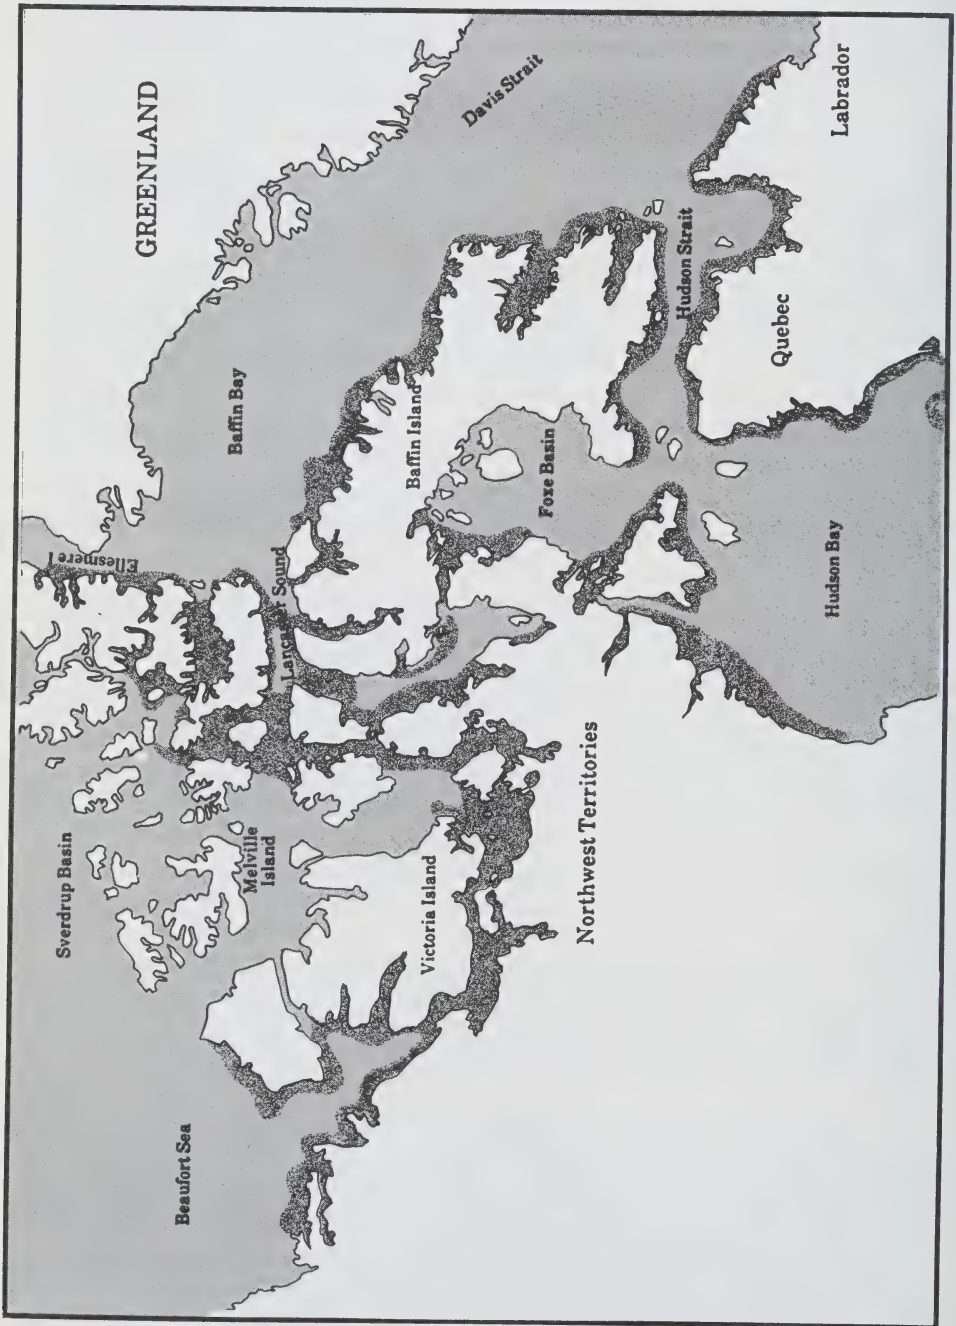 GREENLAND
Davis Strait
Labrador
Baffin Bay
Hudson Strait
Quebec
Baffin Island
Foxe Basin
Ellesmere I
Lancaster Sound
Hudson Bay
Sverdrup Basin
Melville
Island
Victoria Island
Northwest Territories
Beaufort Sea